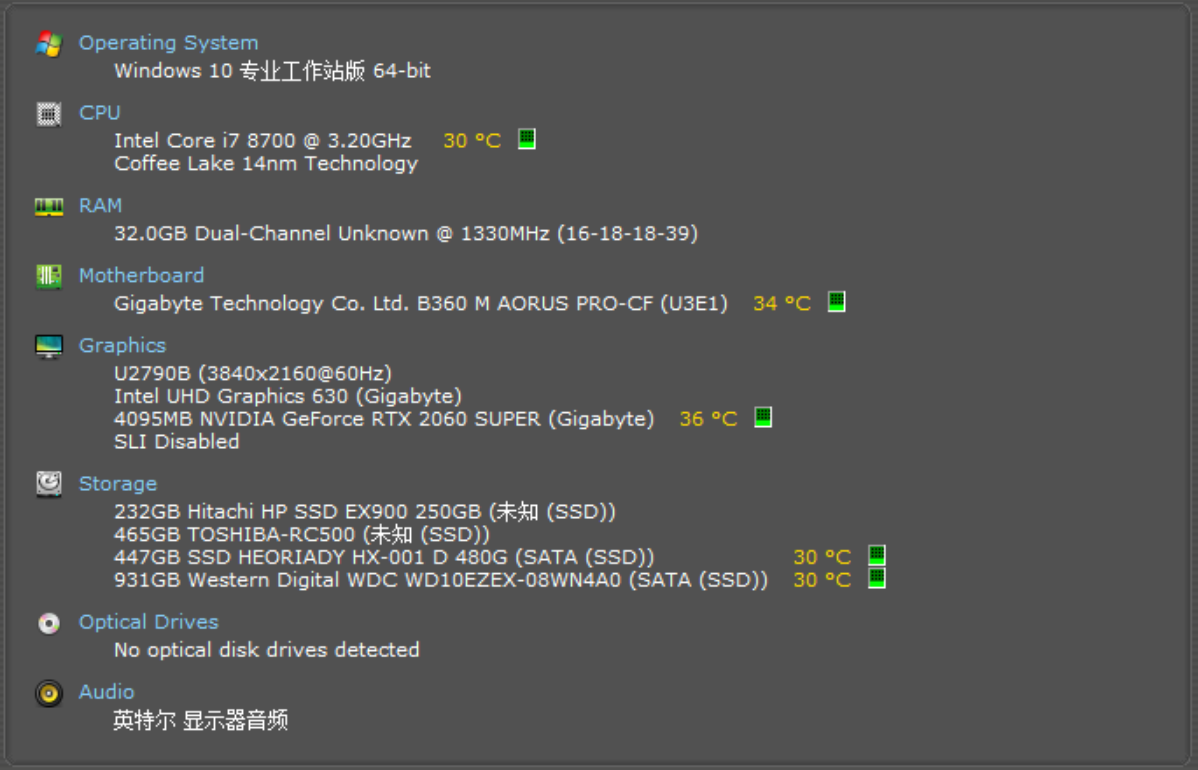 Operating System
Windows 10 专业工作站版 64-bit
CPU
Intel Core i7 8700 @ 3.20GHz 30 °C
Coffee Lake 14nm Technology
RAM
32.0GB Dual-Channel Unknown @ 1330MHz (16-18-18-39)
Motherboard
Gigabyte Technology Co. Ltd. B360 M AORUS PRO-CF (U3E1) 34 °C
Graphics
U2790B (3840x2160@60Hz)
Intel UHD Graphics 630 (Gigabyte)
4095MB NVIDIA GeForce RTX 2060 SUPER (Gigabyte) 36 °C
SLI Disabled
Storage
232GB Hitachi HP SSD EX900 250GB (未知 (SSD))
465GB TOSHIBA-RC500 (未知 (SSD))
447GB SSD HEORIADY HX-001 D 480G (SATA (SSD)) 30 °C
931GB Western Digital WDC WD10EZEX-08WN4A0 (SATA (SSD)) 30 °C
Optical Drives
No optical disk drives detected
Audio
英特尔 显示器音频